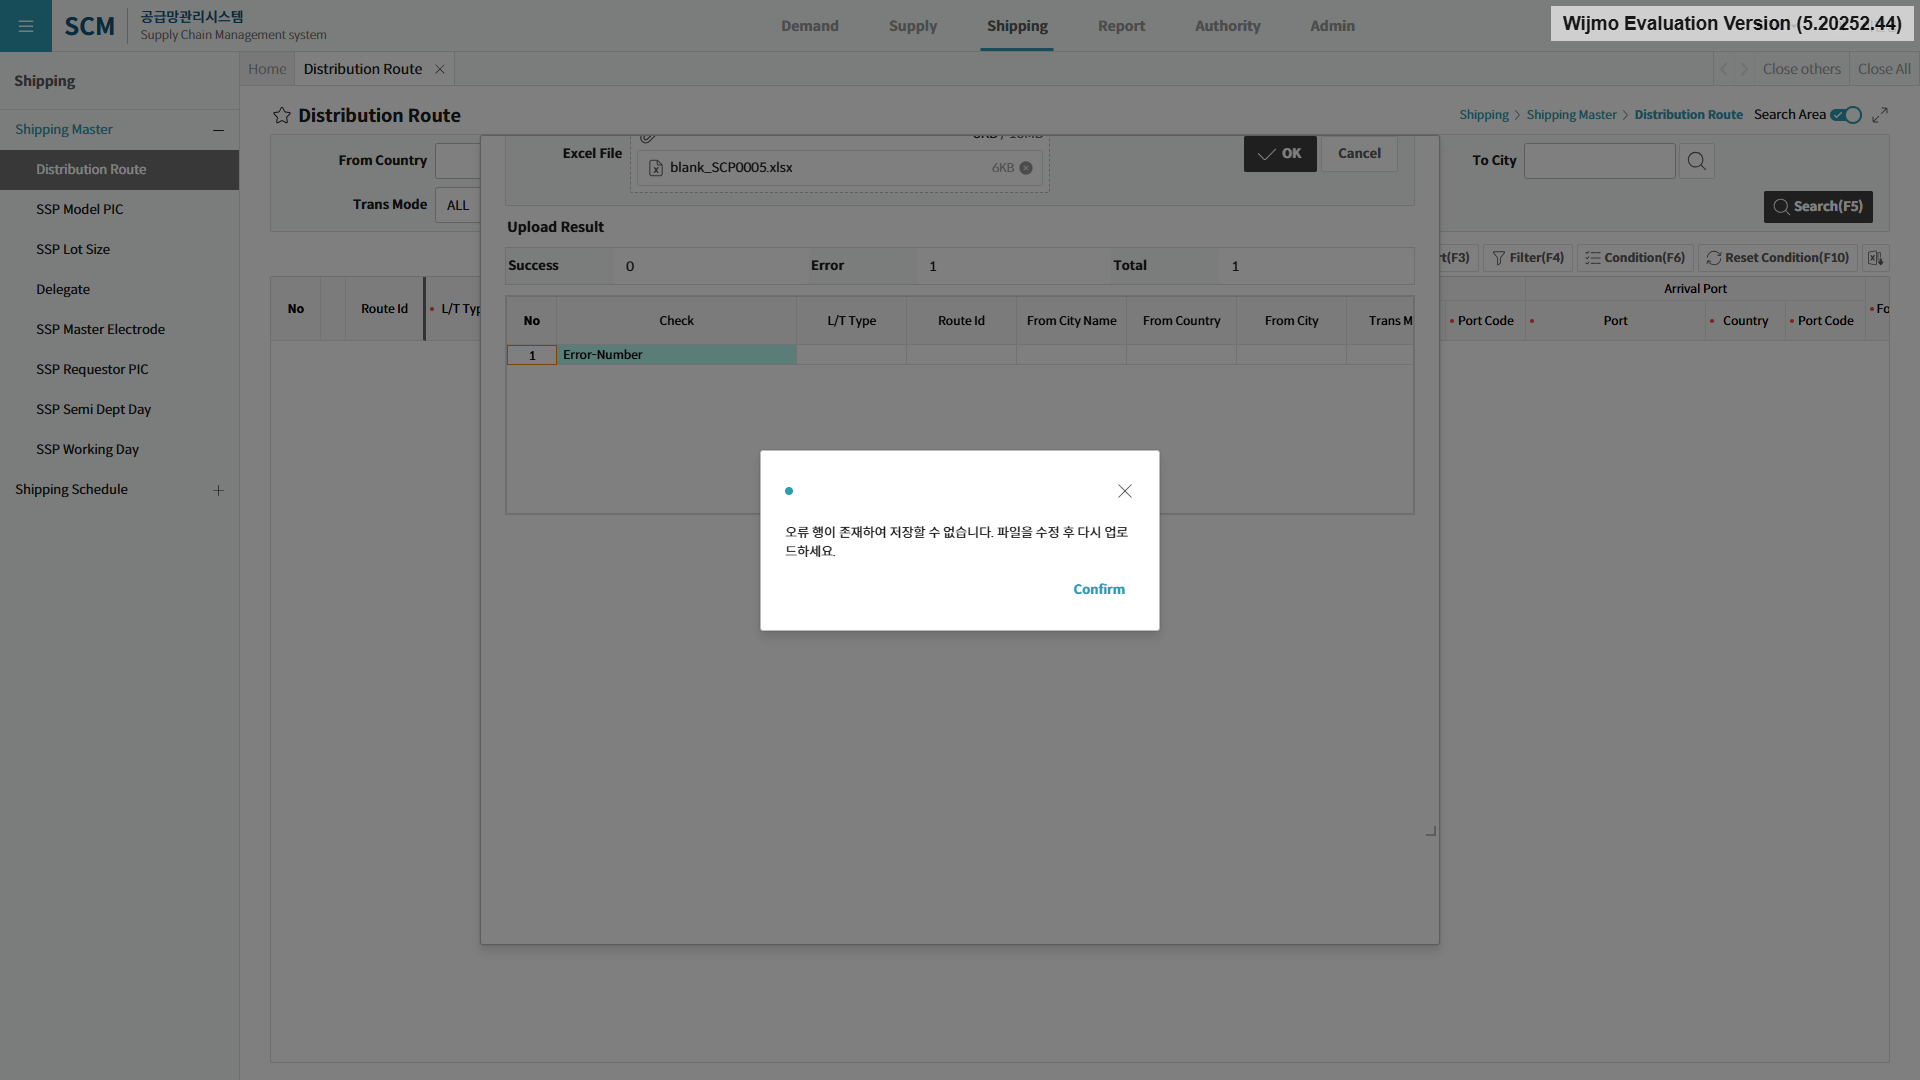 SCM
공급망관리시스템
Supply Chain Management system
Demand
Supply
Shipping
Report
Authority
Admin
Wijmo Evaluation Version (5.20252.44)
Shipping
Home
Distribution Route
Close others
Close All
Shipping Master
Distribution Route
SSP Model PIC
SSP Lot Size
Delegate
SSP Master Electrode
SSP Requestor PIC
SSP Semi Dept Day
SSP Working Day
Shipping Schedule
Distribution Route
Shipping > Shipping Master > Distribution Route
Search Area
From Country
To City
Trans Mode
ALL
Search(F5)
Filter(F4)
Condition(F6)
Reset Condition(F10)
No
Route Id
L/T Typ
Arrival Port
Port Code
Port
Country
Port Code
Fo
Excel File
blank_SCP0005.xlsx
6KB
OK
Cancel
Upload Result
Success
0
Error
1
Total
1
No
Check
L/T Type
Route Id
From City Name
From Country
From City
Trans M
1
Error-Number
오류 행이 존재하여 저장할 수 없습니다. 파일을 수정 후 다시 업로
드하세요.
Confirm